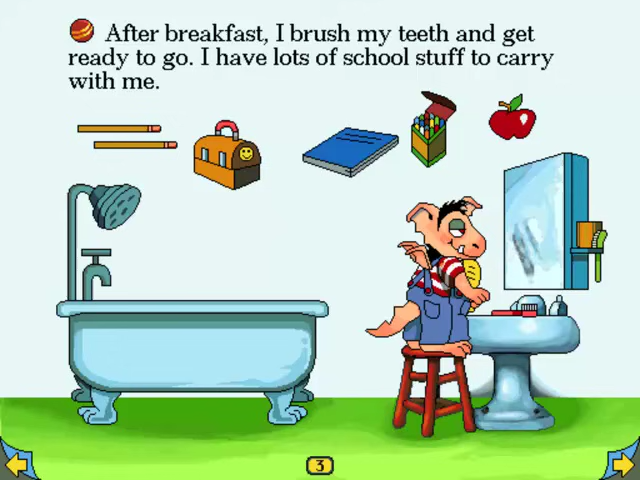 After breakfast, I brush my teeth and get
ready to go. I have lots of school stuff to carry
with me.
3